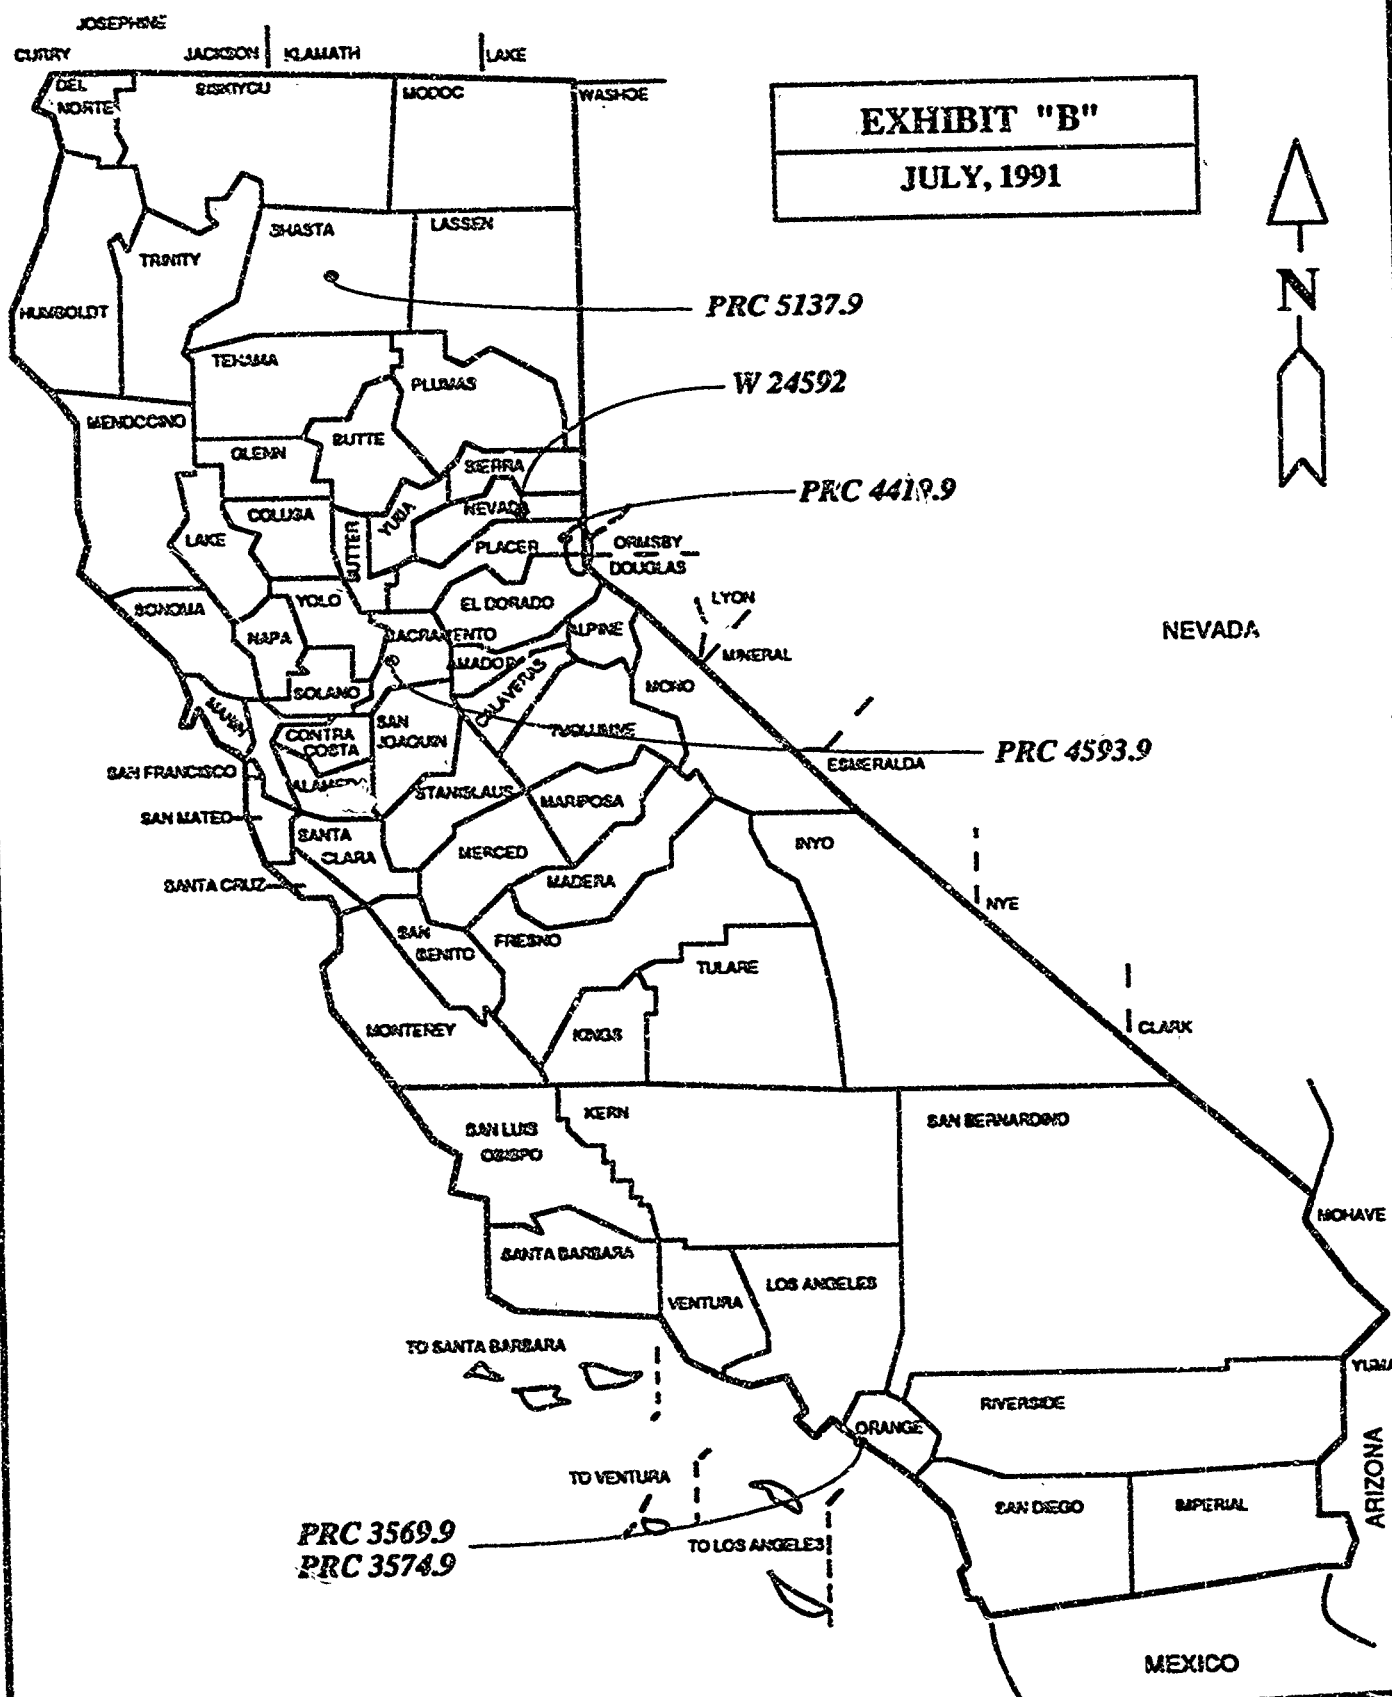 JOSEPHINE
CURRY
JACKSON
KLAMATH
LAKE
DEL
NORTE
SISKIYOU
MODOC
WASHOE
EXHIBIT "B"
JULY, 1991
N
SHASTA
LASSEN
TRINITY
HUMBOLDT
PRC 5137.9
TEHAMA
PLUMAS
W 24592
MENDOCINO
BUTTE
GLENN
SIERRA
PRC 4419.9
COLUSA
YUBA
NEVADA
SUTTER
LAKE
PLACER
ORMSBY
DOUGLAS
SONOMA
YOLO
EL DORADO
LYON
NAPA
SACRAMENTO
ALPINE
NEVADA
MINERAL
AMADOR
CALAVERAS
SOLANO
MONO
MARIN
CONTRA
COSTA
SAN
JOAQUIN
TUOLUMNE
PRC 4593.9
ESMERALDA
SAN FRANCISCO
ALAMEDA
STANISLAUS
MARIPOSA
SAN MATEO
SANTA
CLARA
MERCED
INYO
SANTA CRUZ
MADERA
NYE
SAN
BENITO
FRESNO
TULARE
MONTEREY
KINGS
CLARK
KERN
SAN LUIS
OBISPO
SAN BERNARDINO
MOHAVE
SANTA BARBARA
VENTURA
LOS ANGELES
TO SANTA BARBARA
YUMA
RIVERSIDE
ORANGE
ARIZONA
TO VENTURA
SAN DIEGO
IMPERIAL
PRC 3569.9
PRC 3574.9
TO LOS ANGELES
MEXICO